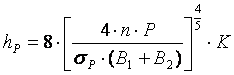 h_P = 8 · [ (4 · n · P) / (σ_P · (B_1 + B_2)) ]^(4/5) · K